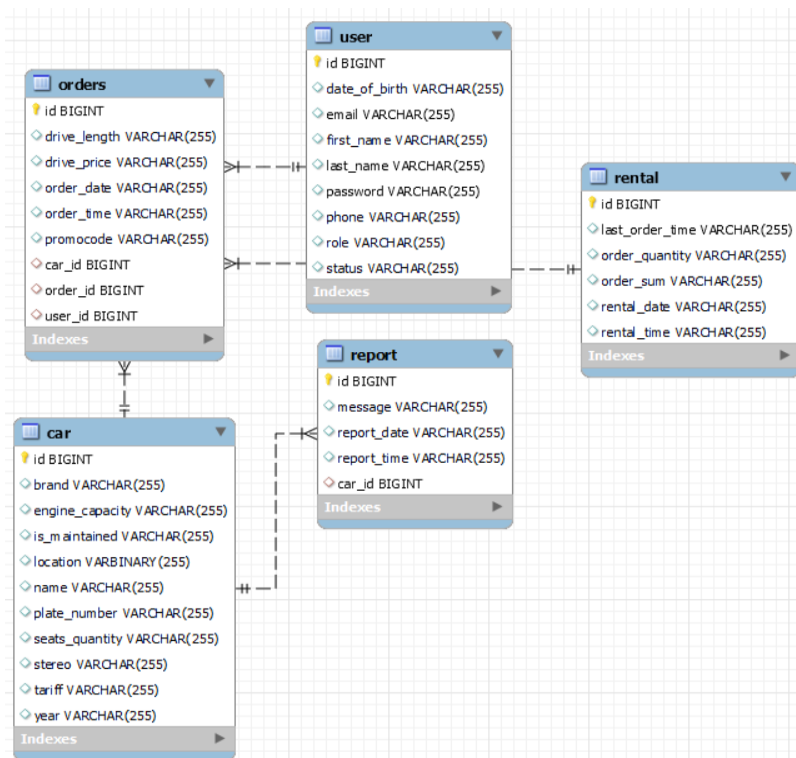 orders
id BIGINT
drive_length VARCHAR(255)
drive_price VARCHAR(255)
order_date VARCHAR(255)
order_time VARCHAR(255)
promocode VARCHAR(255)
car_id BIGINT
order_id BIGINT
user_id BIGINT
Indexes
user
id BIGINT
date_of_birth VARCHAR(255)
email VARCHAR(255)
first_name VARCHAR(255)
last_name VARCHAR(255)
password VARCHAR(255)
phone VARCHAR(255)
role VARCHAR(255)
status VARCHAR(255)
Indexes
rental
id BIGINT
last_order_time VARCHAR(255)
order_quantity VARCHAR(255)
order_sum VARCHAR(255)
rental_date VARCHAR(255)
rental_time VARCHAR(255)
Indexes
report
id BIGINT
message VARCHAR(255)
report_date VARCHAR(255)
report_time VARCHAR(255)
car_id BIGINT
Indexes
car
id BIGINT
brand VARCHAR(255)
engine_capacity VARCHAR(255)
is_maintained VARCHAR(255)
location VARBINARY(255)
name VARCHAR(255)
plate_number VARCHAR(255)
seats_quantity VARCHAR(255)
stereo VARCHAR(255)
tariff VARCHAR(255)
year VARCHAR(255)
Indexes